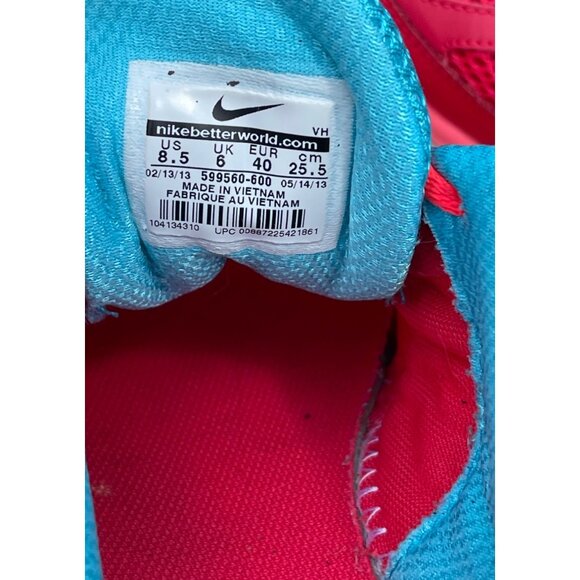 VH
nikebetterworld.com
US UK EUR cm
8.5 6 40 25.5
02/13/13 599560-600 05/14/13
MADE IN VIETNAM
FABRIQUE AU VIETNAM
104134310 UPC 00887225421861